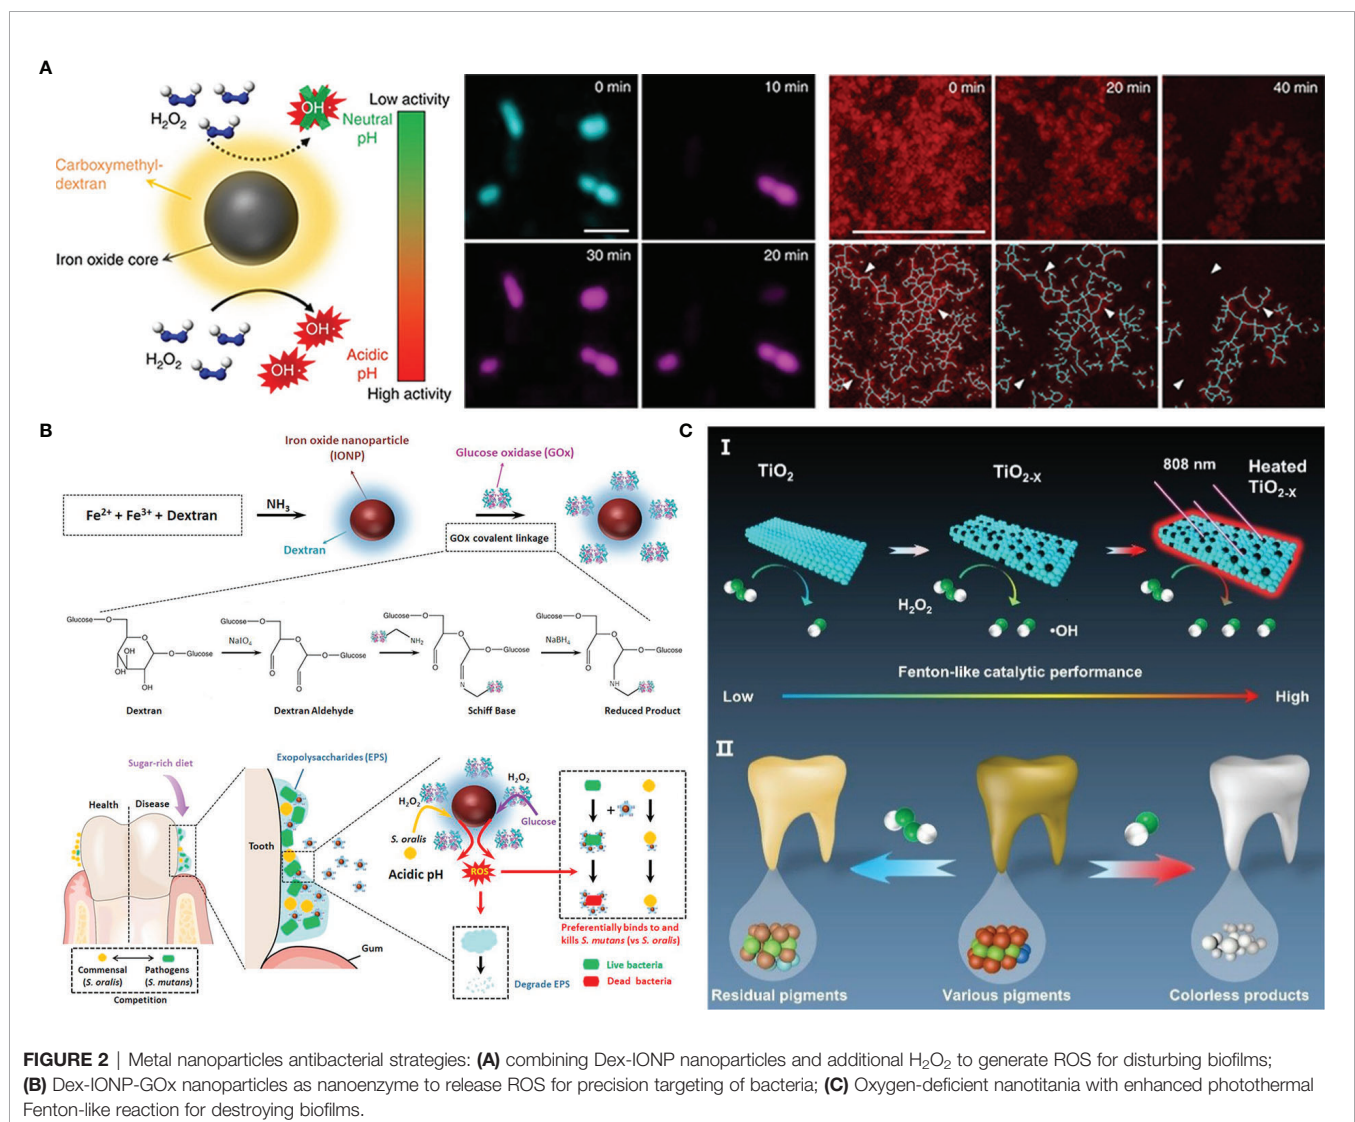 A
H₂O₂
OH·
Low activity
Neutral
pH
Carboxymethyl-
dextran
Iron oxide core
H₂O₂
OH·
OH·
Acidic
pH
High activity
0 min
10 min
30 min
20 min
0 min
20 min
40 min
B
Iron oxide nanoparticle
(IONP)
Glucose oxidase (GOx)
Fe²⁺ + Fe³⁺ + Dextran
NH₃
Dextran
GOx covalent linkage
Glucose
O
O
O
Glucose
OH
OH
OH
Dextran
NaIO₄
Glucose
O
O
O
Glucose
O
O
Dextran Aldehyde
NH₂
Glucose
O
O
O
Glucose
O
N
Schiff Base
NaBH₄
Glucose
O
O
O
Glucose
O
NH
Reduced Product
Sugar-rich diet
Health
Disease
Commensal
(S. oralis)
Pathogens
(S. mutans)
Competition
Exopolysaccharides (EPS)
Tooth
Gum
H₂O₂
H₂O₂
S. oralis
Glucose
Acidic pH
ROS
Degrade EPS
+
Preferentially binds to and
kills S. mutans (vs S. oralis)
Live bacteria
Dead bacteria
C
I
TiO₂
TiO₂₋ₓ
808 nm
Heated
TiO₂₋ₓ
H₂O₂
•OH
Fenton-like catalytic performance
Low
High
II
Residual pigments
Various pigments
Colorless products
FIGURE 2 | Metal nanoparticles antibacterial strategies: (A) combining Dex-IONP nanoparticles and additional H₂O₂ to generate ROS for disturbing biofilms;
(B) Dex-IONP-GOx nanoparticles as nanoenzyme to release ROS for precision targeting of bacteria; (C) Oxygen-deficient nanotitania with enhanced photothermal
Fenton-like reaction for destroying biofilms.